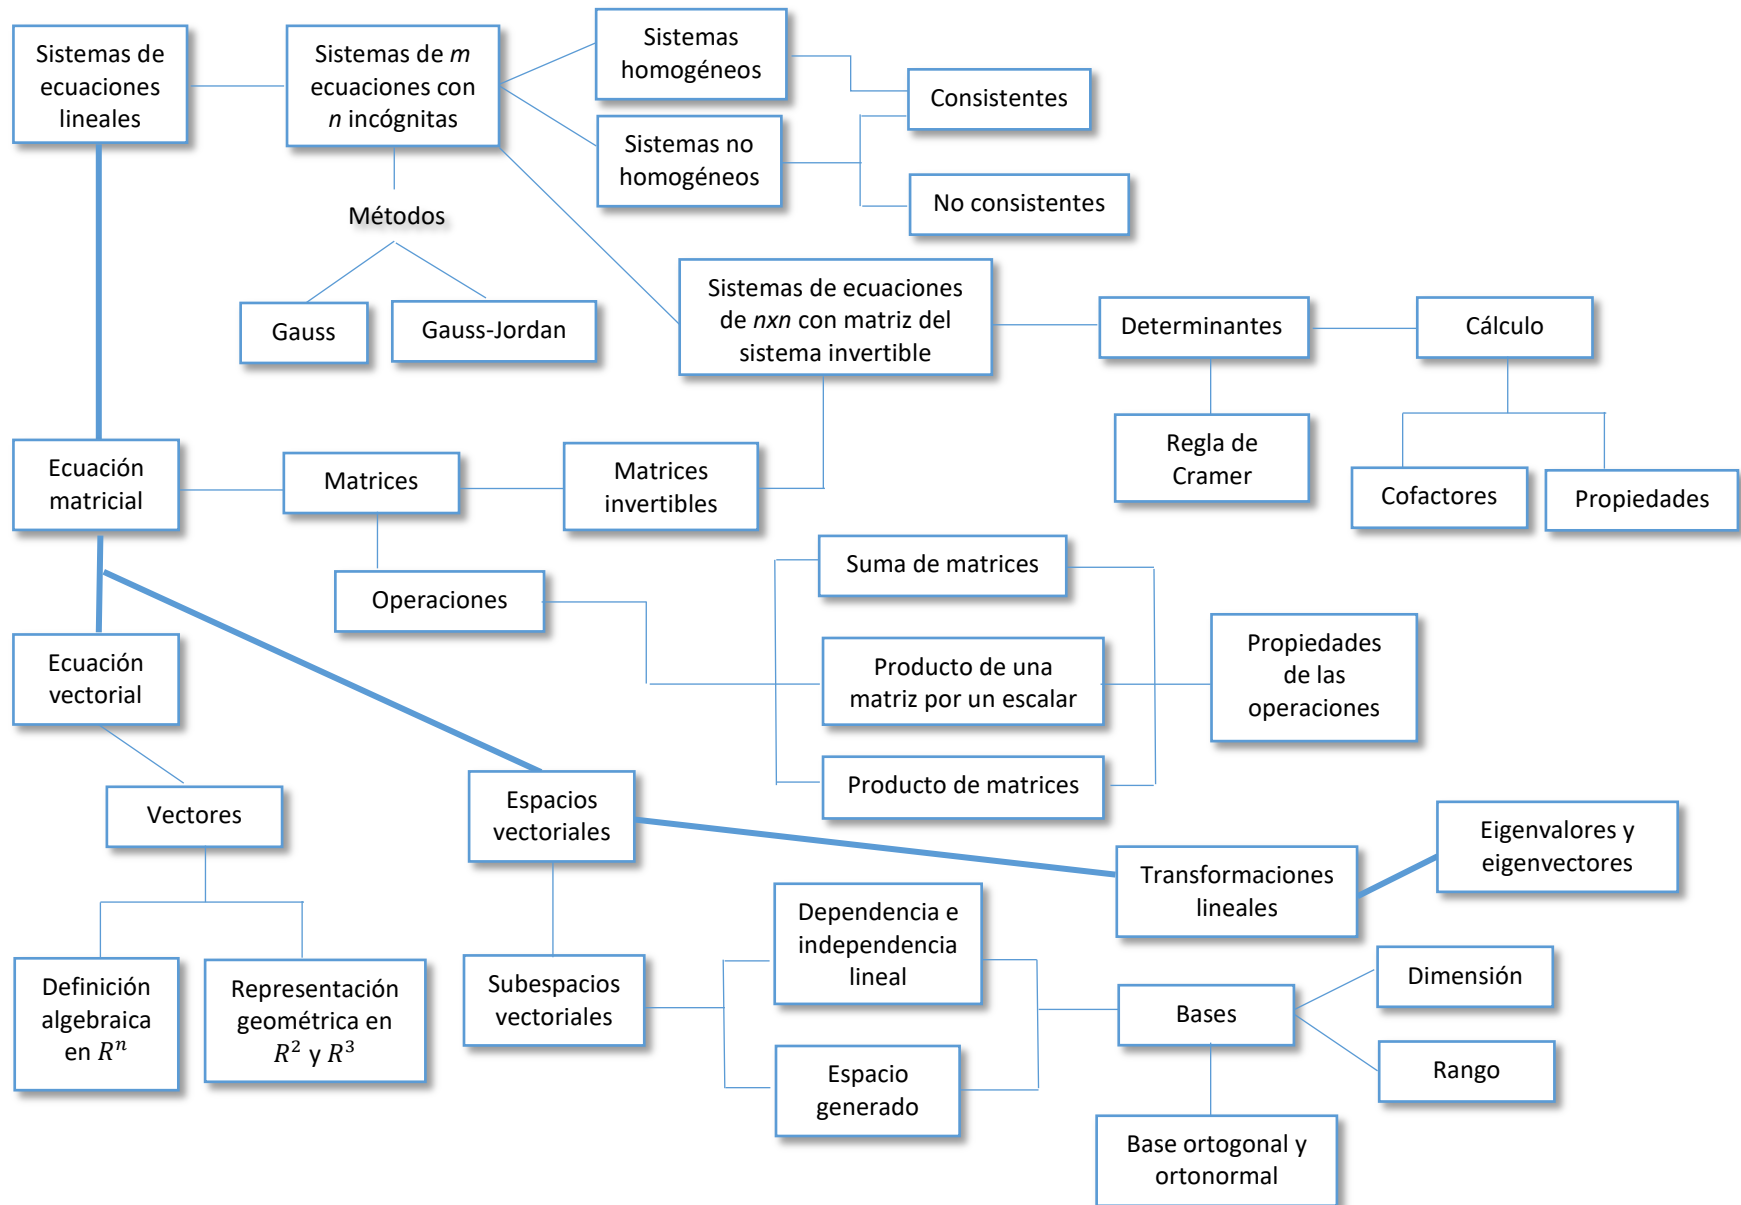 Sistemas de
ecuaciones
lineales
Sistemas de m
ecuaciones con
n incógnitas
Sistemas
homogéneos
Consistentes
Sistemas no
homogéneos
No consistentes
Métodos
Gauss
Gauss-Jordan
Sistemas de ecuaciones
de nxn con matriz del
sistema invertible
Determinantes
Cálculo
Regla de
Cramer
Cofactores
Propiedades
Ecuación
matricial
Matrices
Matrices
invertibles
Operaciones
Suma de matrices
Producto de una
matriz por un escalar
Producto de matrices
Propiedades
de las
operaciones
Ecuación
vectorial
Vectores
Definición
algebraica
en Rⁿ
Representación
geométrica en
R² y R³
Espacios
vectoriales
Transformaciones
lineales
Eigenvalores y
eigenvectores
Subespacios
vectoriales
Dependencia e
independencia
lineal
Espacio
generado
Bases
Dimensión
Rango
Base ortogonal y
ortonormal